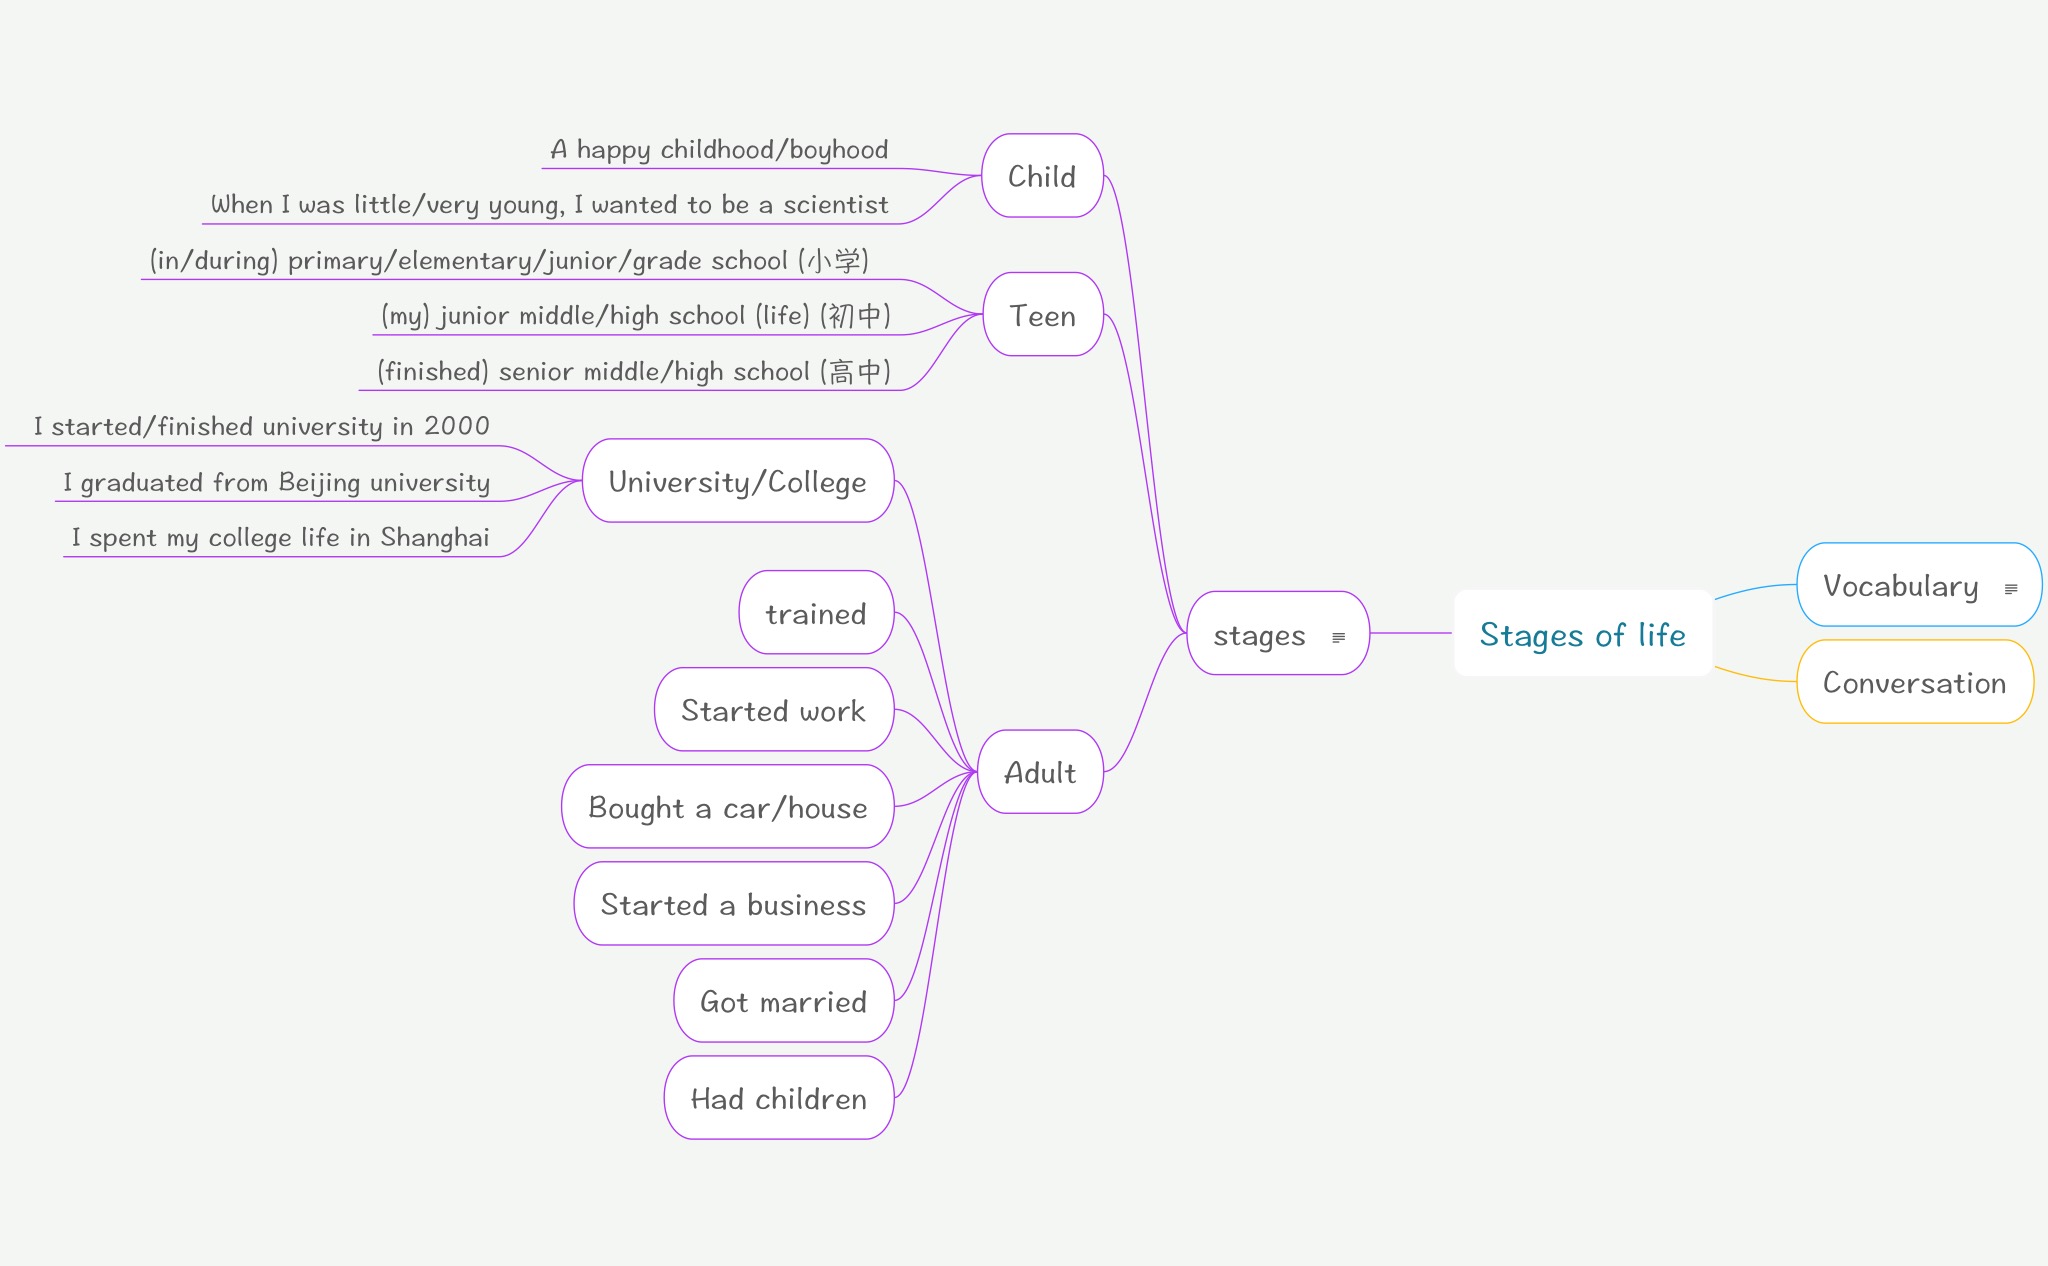 A happy childhood/boyhood
When I was little/very young, I wanted to be a scientist
Child
(in/during) primary/elementary/junior/grade school (小学)
(my) junior middle/high school (life) (初中)
(finished) senior middle/high school (高中)
Teen
I started/finished university in 2000
I graduated from Beijing university
I spent my college life in Shanghai
University/College
trained
Started work
Bought a car/house
Started a business
Got married
Had children
Adult
stages
Stages of life
Vocabulary
Conversation